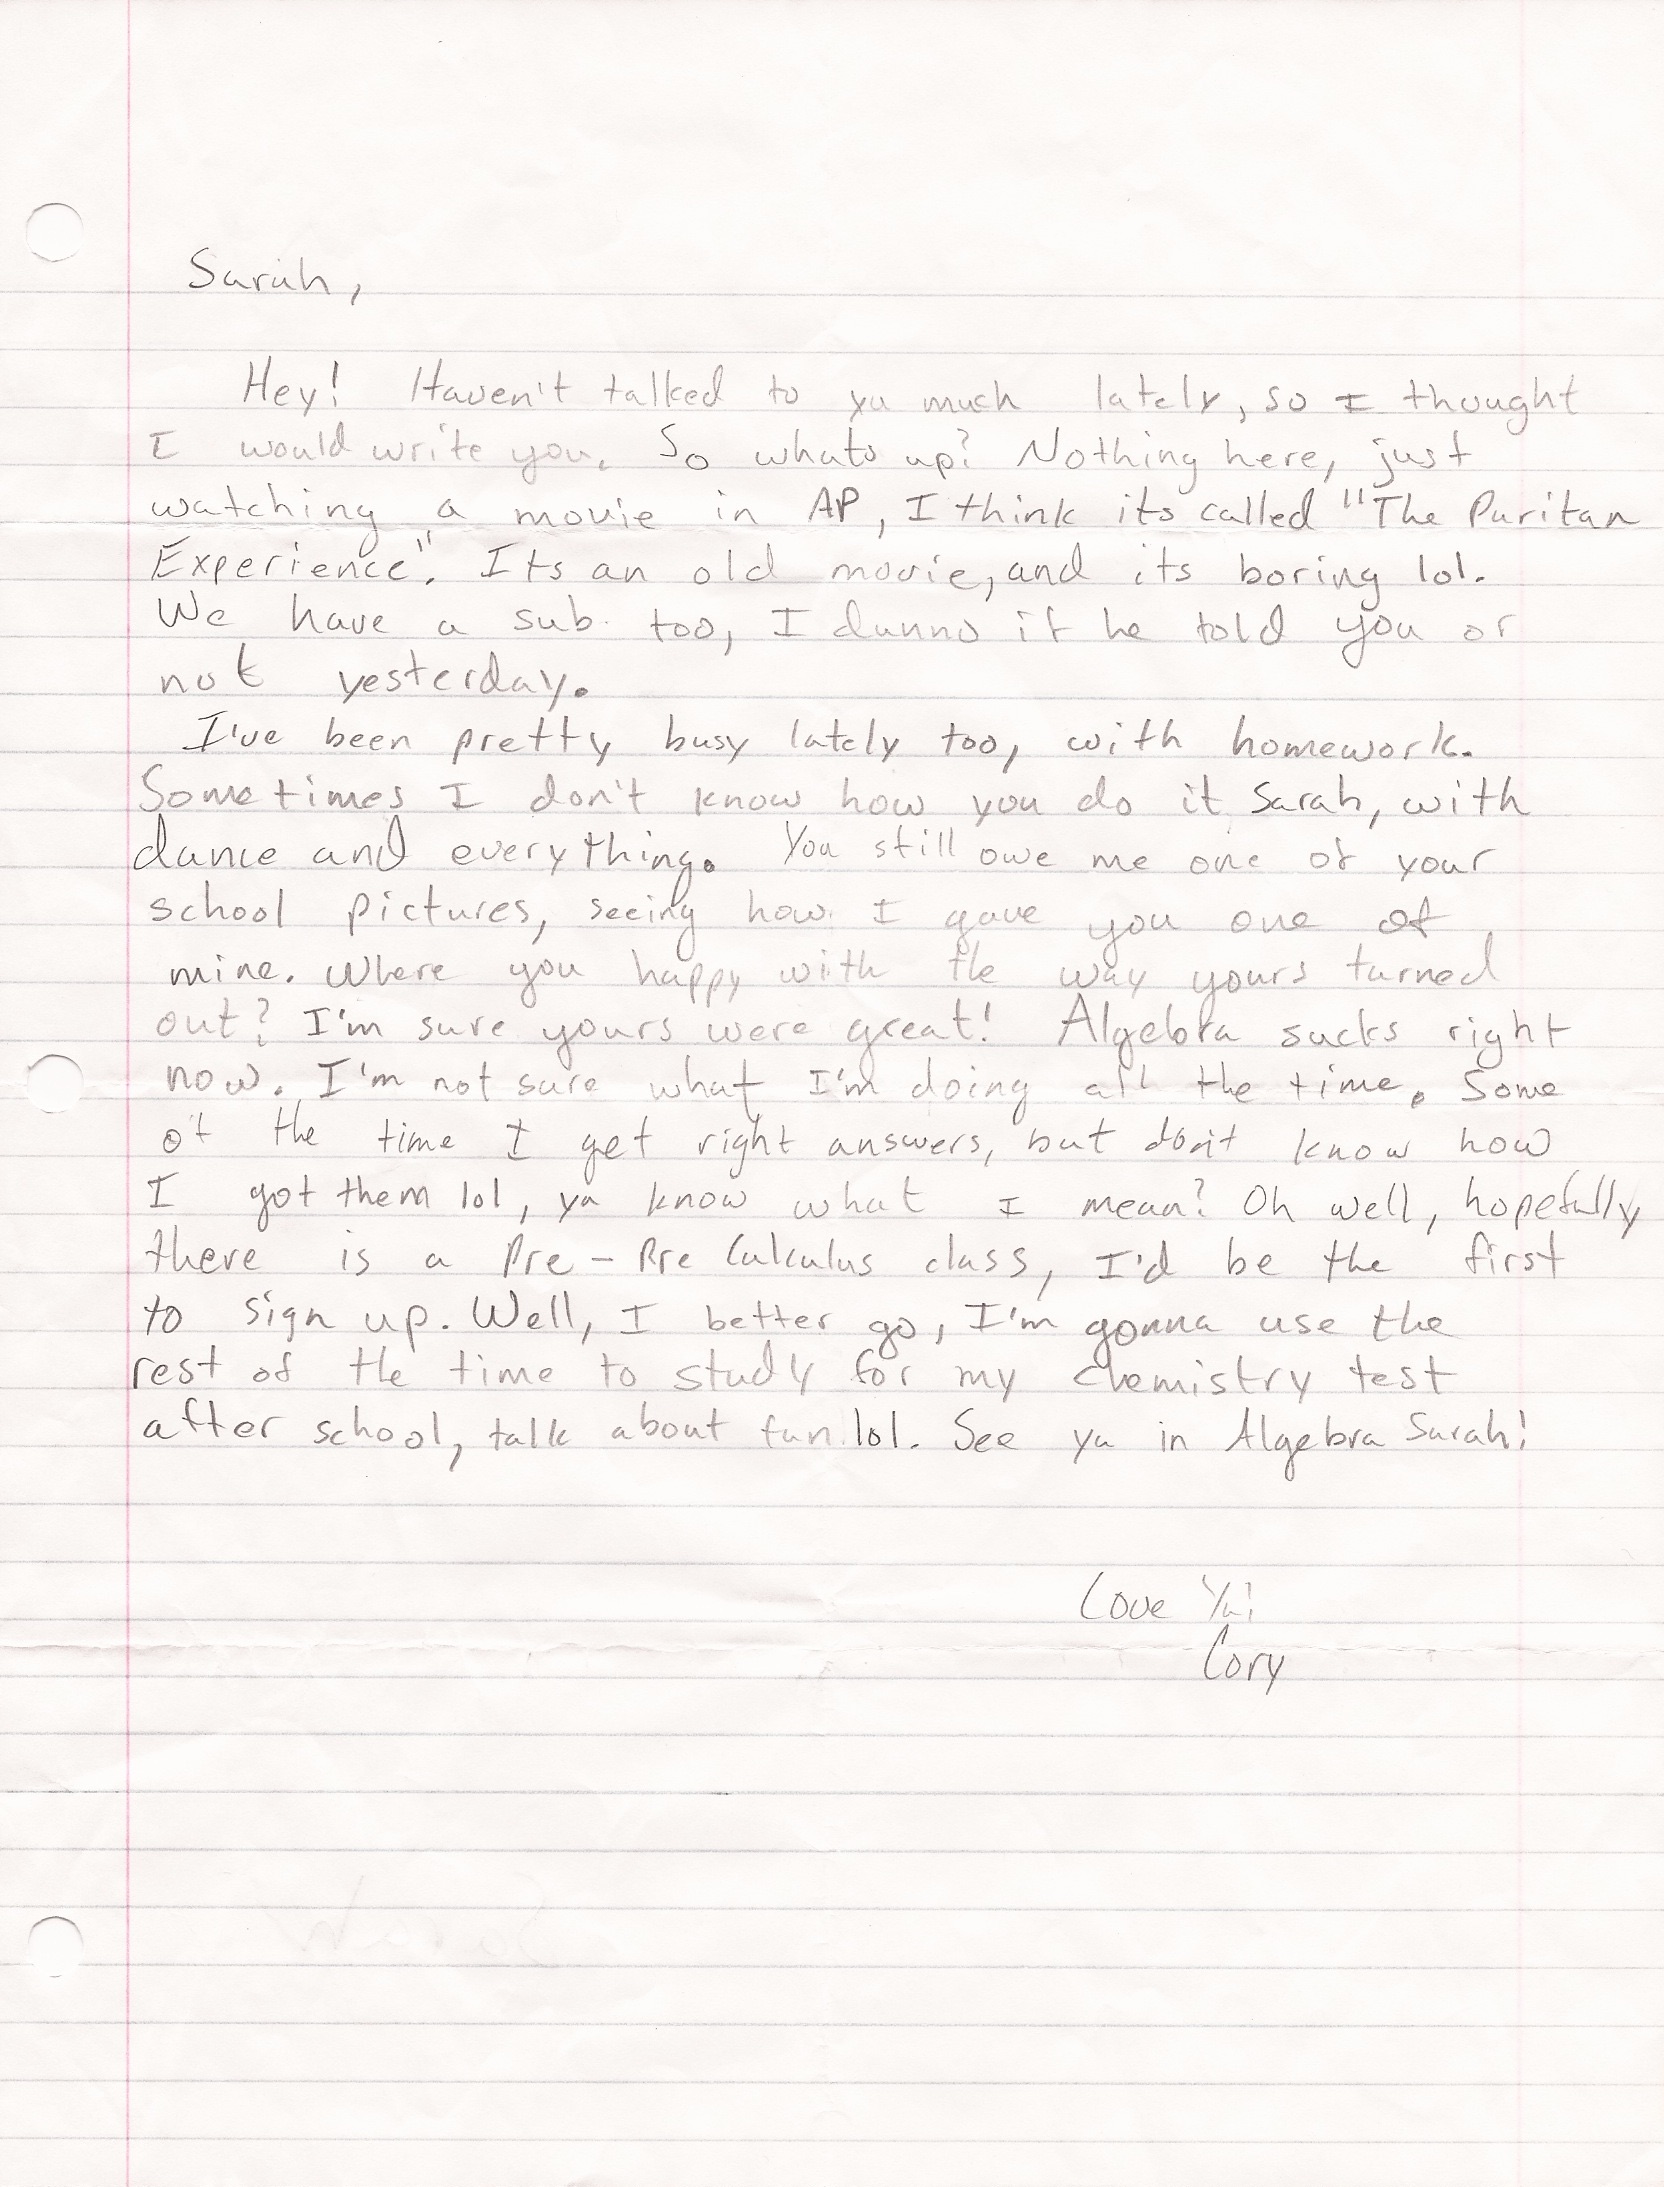 Sarah,
Hey! Haven't talked to ya much lately, so I thought
I would write you. So whats up? Nothing here, just
watching a movie in AP, I think its called "The Puritan
Experience". Its an old movie, and its boring lol.
We have a sub too, I dunno if he told you or
not yesterday.
I've been pretty busy lately too, with homework.
Sometimes I don't know how you do it Sarah, with
dance and everything. You still owe me one of your
school pictures, seeing how I gave you one of
mine. Where you happy with the way yours turned
out? I'm sure yours were great! Algebra sucks right
now. I'm not sure what I'm doing all the time. Some
of the time I get right answers, but don't know how
I got them lol, ya know what I mean? Oh well, hopefully
there is a Pre-Pre Calculus class, I'd be the first
to sign up. Well, I better go, I'm gonna use the
rest of the time to study for my chemistry test
after school, talk about fun lol. See ya in Algebra Sarah!
Love Ya!
Cory
Sarah